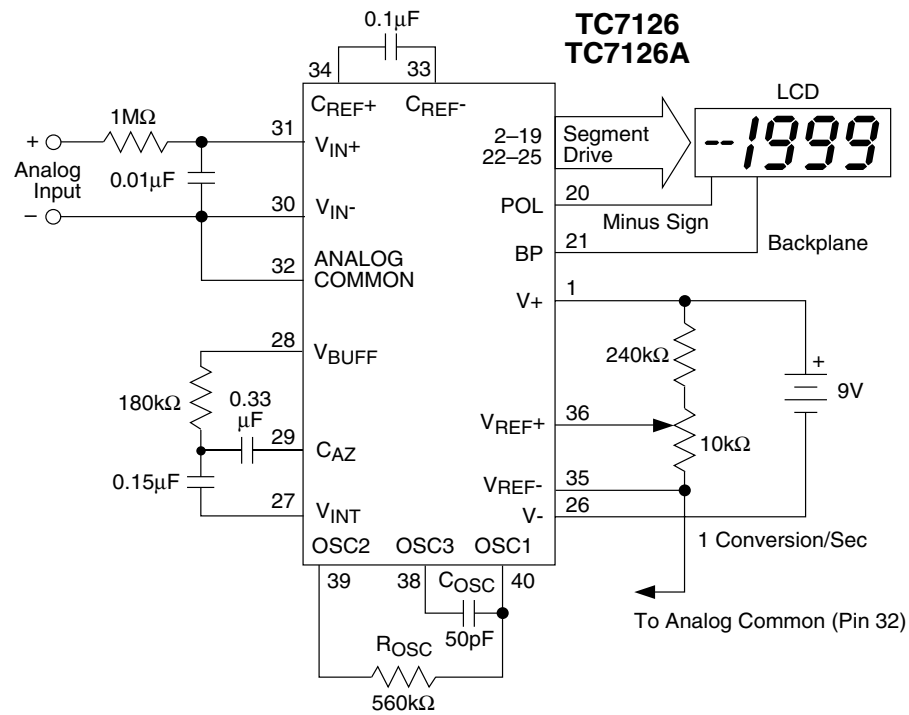 TC7126
TC7126A
0.1µF
34
33
CREF+
CREF-
LCD
1MΩ
31
VIN+
2–19
22–25
Segment
Drive
--1999
+
Analog
Input
–
0.01µF
30
VIN-
POL
20
Minus Sign
32
ANALOG
COMMON
BP
21
Backplane
V+
1
28
VBUFF
240kΩ
+
9V
180kΩ
0.33
µF
29
CAZ
VREF+
36
10kΩ
0.15µF
27
VINT
VREF-
35
V-
26
1 Conversion/Sec
OSC2
OSC3
OSC1
39
38
COSC
40
50pF
To Analog Common (Pin 32)
ROSC
560kΩ